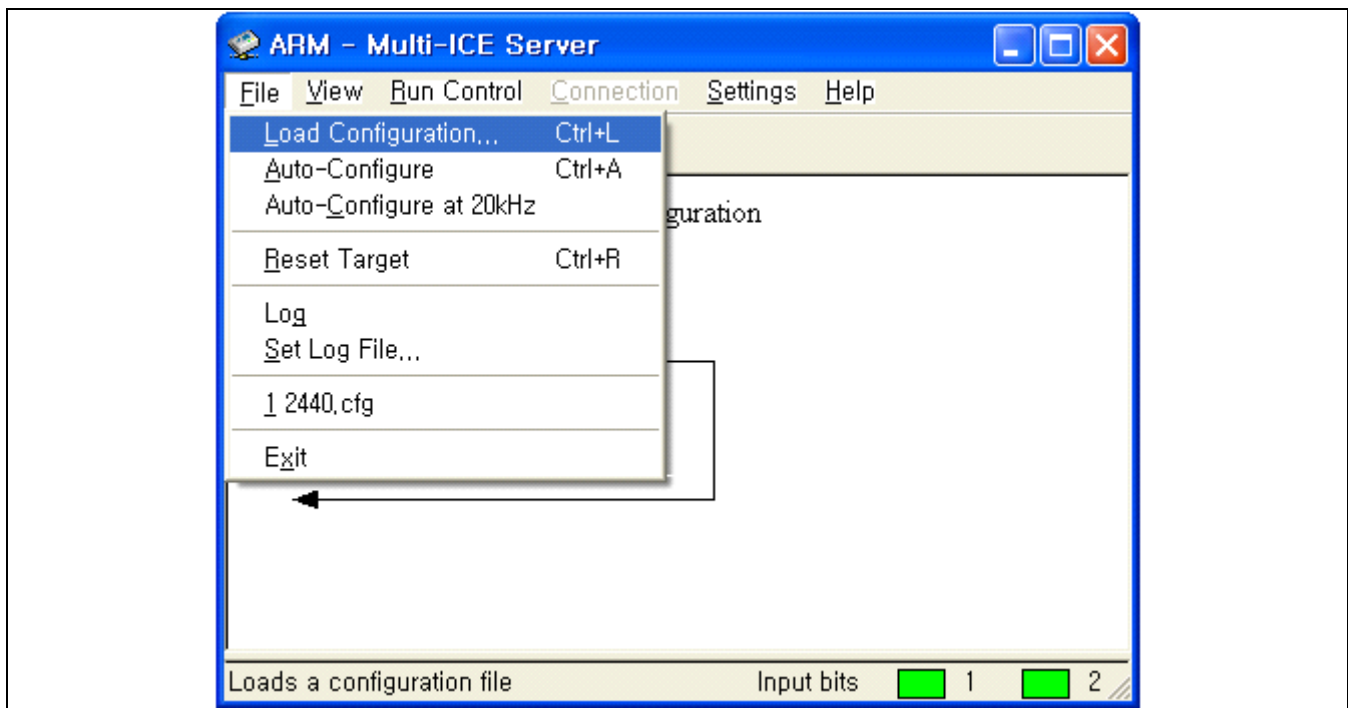 ARM - Multi-ICE Server
File View Run Control Connection Settings Help
Load Configuration... Ctrl+L
Auto-Configure Ctrl+A
Auto-Configure at 20kHz
guration
Reset Target Ctrl+R
Log
Set Log File...
1 2440.cfg
Exit
Loads a configuration file Input bits 1 2